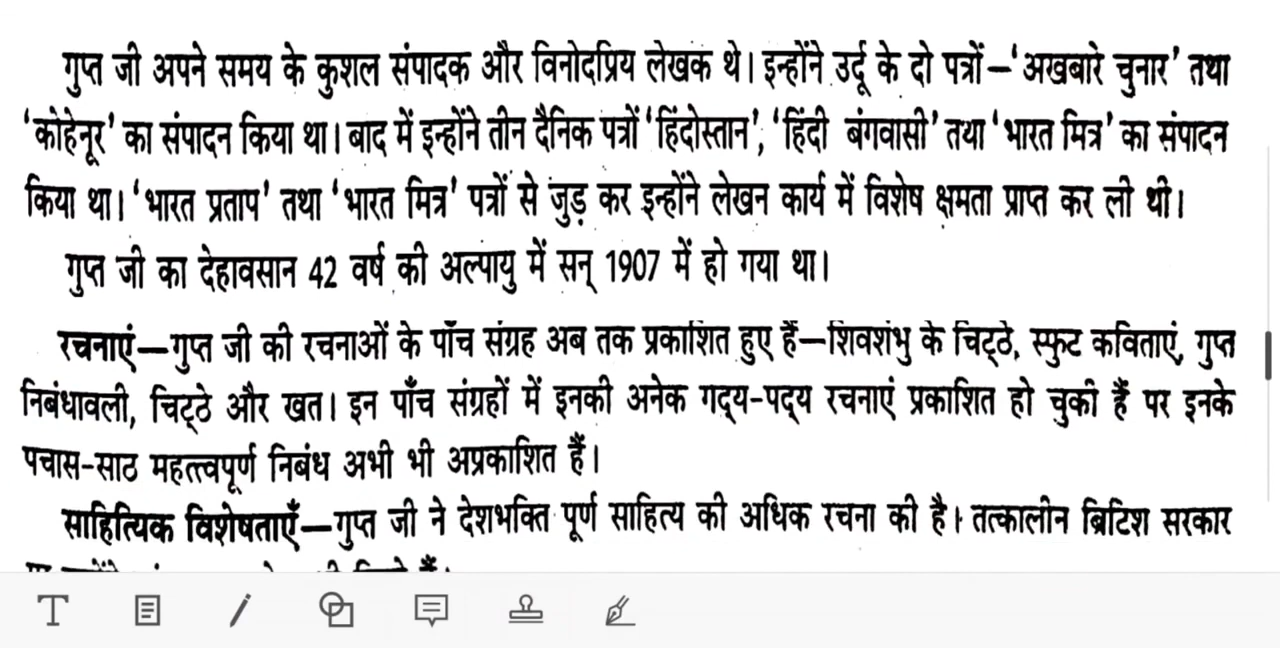 गुप्त जी अपने समय के कुशल संपादक और विनोदप्रिय लेखक थे। इन्होंने उर्दू के दो पत्रों–‘अखबारे चुनार’ तथा
‘कोहेनूर’ का संपादन किया था। बाद में इन्होंने तीन दैनिक पत्रों ‘हिंदोस्तान’, ‘हिंदी बंगवासी’ तथा ‘भारत मित्र’ का संपादन
किया था। ‘भारत प्रताप’ तथा ‘भारत मित्र’ पत्रों से जुड़ कर इन्होंने लेखन कार्य में विशेष क्षमता प्राप्त कर ली थी।
गुप्त जी का देहावसान 42 वर्ष की अल्पायु में सन् 1907 में हो गया था।
रचनाएं—गुप्त जी की रचनाओं के पाँच संग्रह अब तक प्रकाशित हुए हैं—शिवशंभु के चिट्ठे, स्फुट कविताएं, गुप्त
निबंधावली, चिट्ठे और खत। इन पाँच संग्रहों में इनकी अनेक गद्य-पद्य रचनाएं प्रकाशित हो चुकी हैं पर इनके
पचास-साठ महत्त्वपूर्ण निबंध अभी भी अप्रकाशित हैं।
साहित्यिक विशेषताएँ—गुप्त जी ने देशभक्ति पूर्ण साहित्य की अधिक रचना की है। तत्कालीन ब्रिटिश सरकार